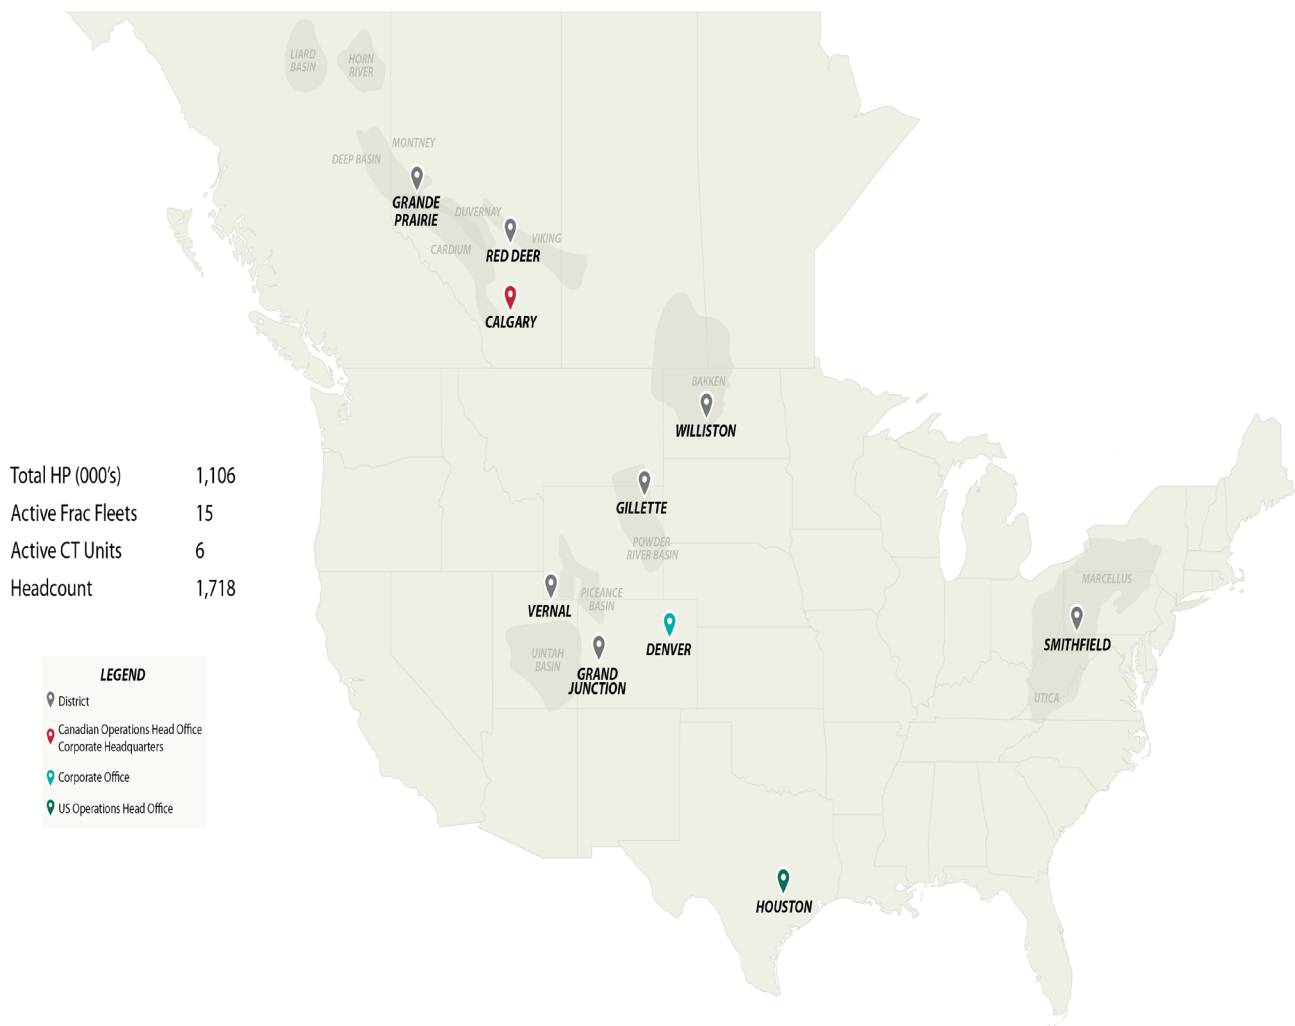 LIARD
BASIN
HORN
RIVER
MONTNEY
DEEP BASIN
GRANDE
PRAIRIE
DUVERNAY
CARDIUM
VIKING
RED DEER
CALGARY
BAKKEN
WILLISTON
GILLETTE
POWDER
RIVER BASIN
Total HP (000's) 1,106
Active Frac Fleets 15
Active CT Units 6
Headcount 1,718
PICEANCE
BASIN
VERNAL
UINTAH
BASIN
GRAND
JUNCTION
DENVER
MARCELLUS
SMITHFIELD
UTICA
LEGEND
District
Canadian Operations Head Office
Corporate Headquarters
Corporate Office
US Operations Head Office
HOUSTON